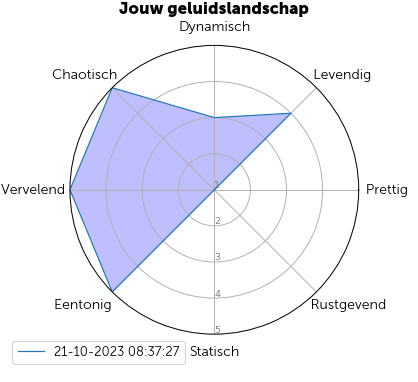 Jouw geluidslandschap
Dynamisch
Chaotisch
Levendig
Vervelend
1
Prettig
2
3
Eentonig
4
Rustgevend
5
21-10-2023 08:37:27
Statisch